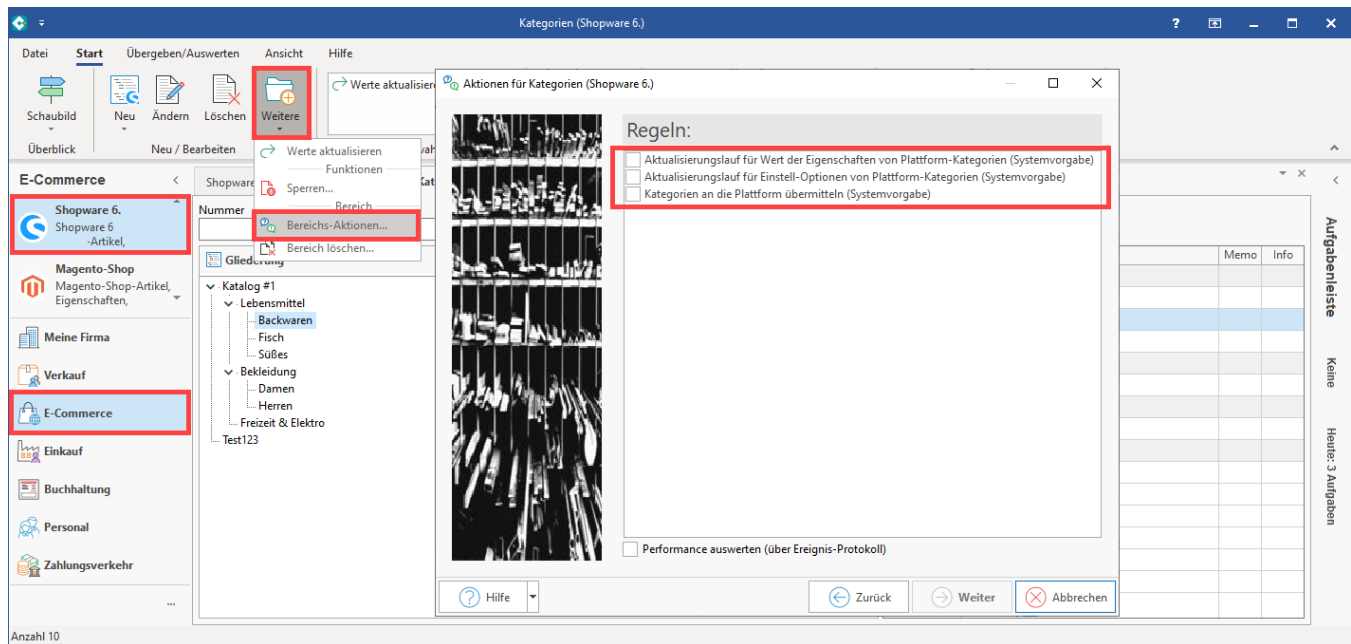 Kategorien (Shopware 6.)
?
Datei Start Übergeben/Auswerten Ansicht Hilfe
Schaubild
Neu
Ändern
Löschen
Weitere
Werte aktualisieren
Überblick
Neu / Bearbeiten
Werte aktualisieren
Funktionen
Sperren...
Bereich
Bereichs-Aktionen...
Bereich löschen...
E-Commerce
Shopware 6.
Shopware 6
-Artikel,
Magento-Shop
Magento-Shop-Artikel,
Eigenschaften,
Meine Firma
Verkauf
E-Commerce
Einkauf
Buchhaltung
Personal
Zahlungsverkehr
...
Anzahl 10
Shopware
Nummer
Gliederung
Katalog #1
Lebensmittel
Backwaren
Fisch
Süßes
Bekleidung
Damen
Herren
Freizeit & Elektro
Test123
Aktionen für Kategorien (Shopware 6.)
Regeln:
Aktualisierungslauf für Wert der Eigenschaften von Plattform-Kategorien (Systemvorgabe)
Aktualisierungslauf für Einstell-Optionen von Plattform-Kategorien (Systemvorgabe)
Kategorien an die Plattform übermitteln (Systemvorgabe)
Performance auswerten (über Ereignis-Protokoll)
Hilfe
Zurück
Weiter
Abbrechen
Memo Info
Aufgabenleiste
Keine
Heute: 3 Aufgaben